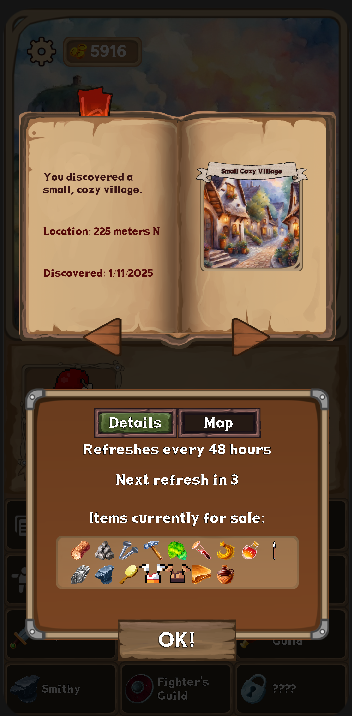 5916
You discovered a
small, cozy village.
Location: 225 meters N
Discovered: 1/11/2025
Small Cozy Village
Details
Map
Refreshes every 48 hours
Next refresh in 3
Items currently for sale:
OK!
Guild
Smithy
Fighter's
Guild
????